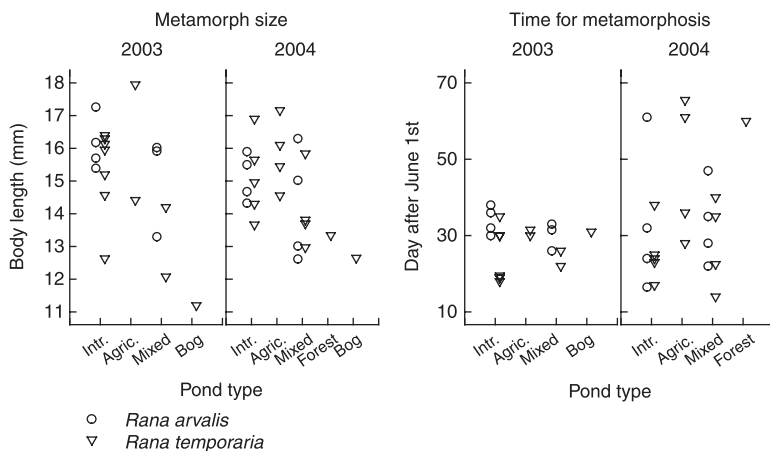 Metamorph size
Time for metamorphosis
2003
2004
2003
2004
Body length (mm)
18
17
16
15
14
13
12
11
Intr.
Agric.
Mixed
Bog
Intr.
Agric.
Mixed
Forest
Bog
Pond type
Day after June 1st
70
50
30
10
Intr.
Agric.
Mixed
Bog
Intr.
Agric.
Mixed
Forest
Pond type
Rana arvalis
Rana temporaria